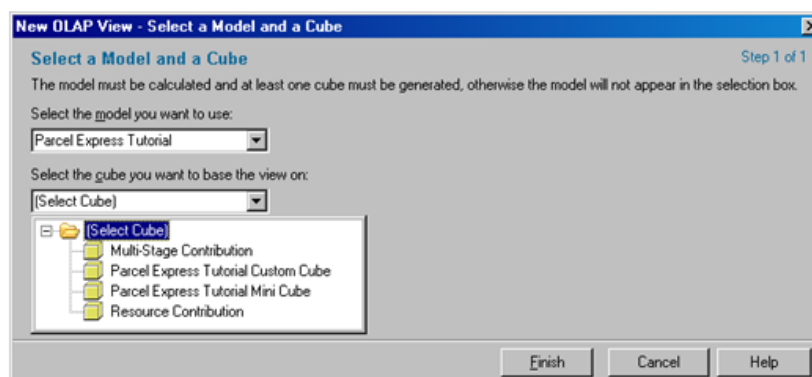 New OLAP View - Select a Model and a Cube
Select a Model and a Cube
Step 1 of 1
The model must be calculated and at least one cube must be generated, otherwise the model will not appear in the selection box.
Select the model you want to use:
Parcel Express Tutorial
Select the cube you want to base the view on:
(Select Cube)
(Select Cube)
Multi-Stage Contribution
Parcel Express Tutorial Custom Cube
Parcel Express Tutorial Mini Cube
Resource Contribution
Finish
Cancel
Help